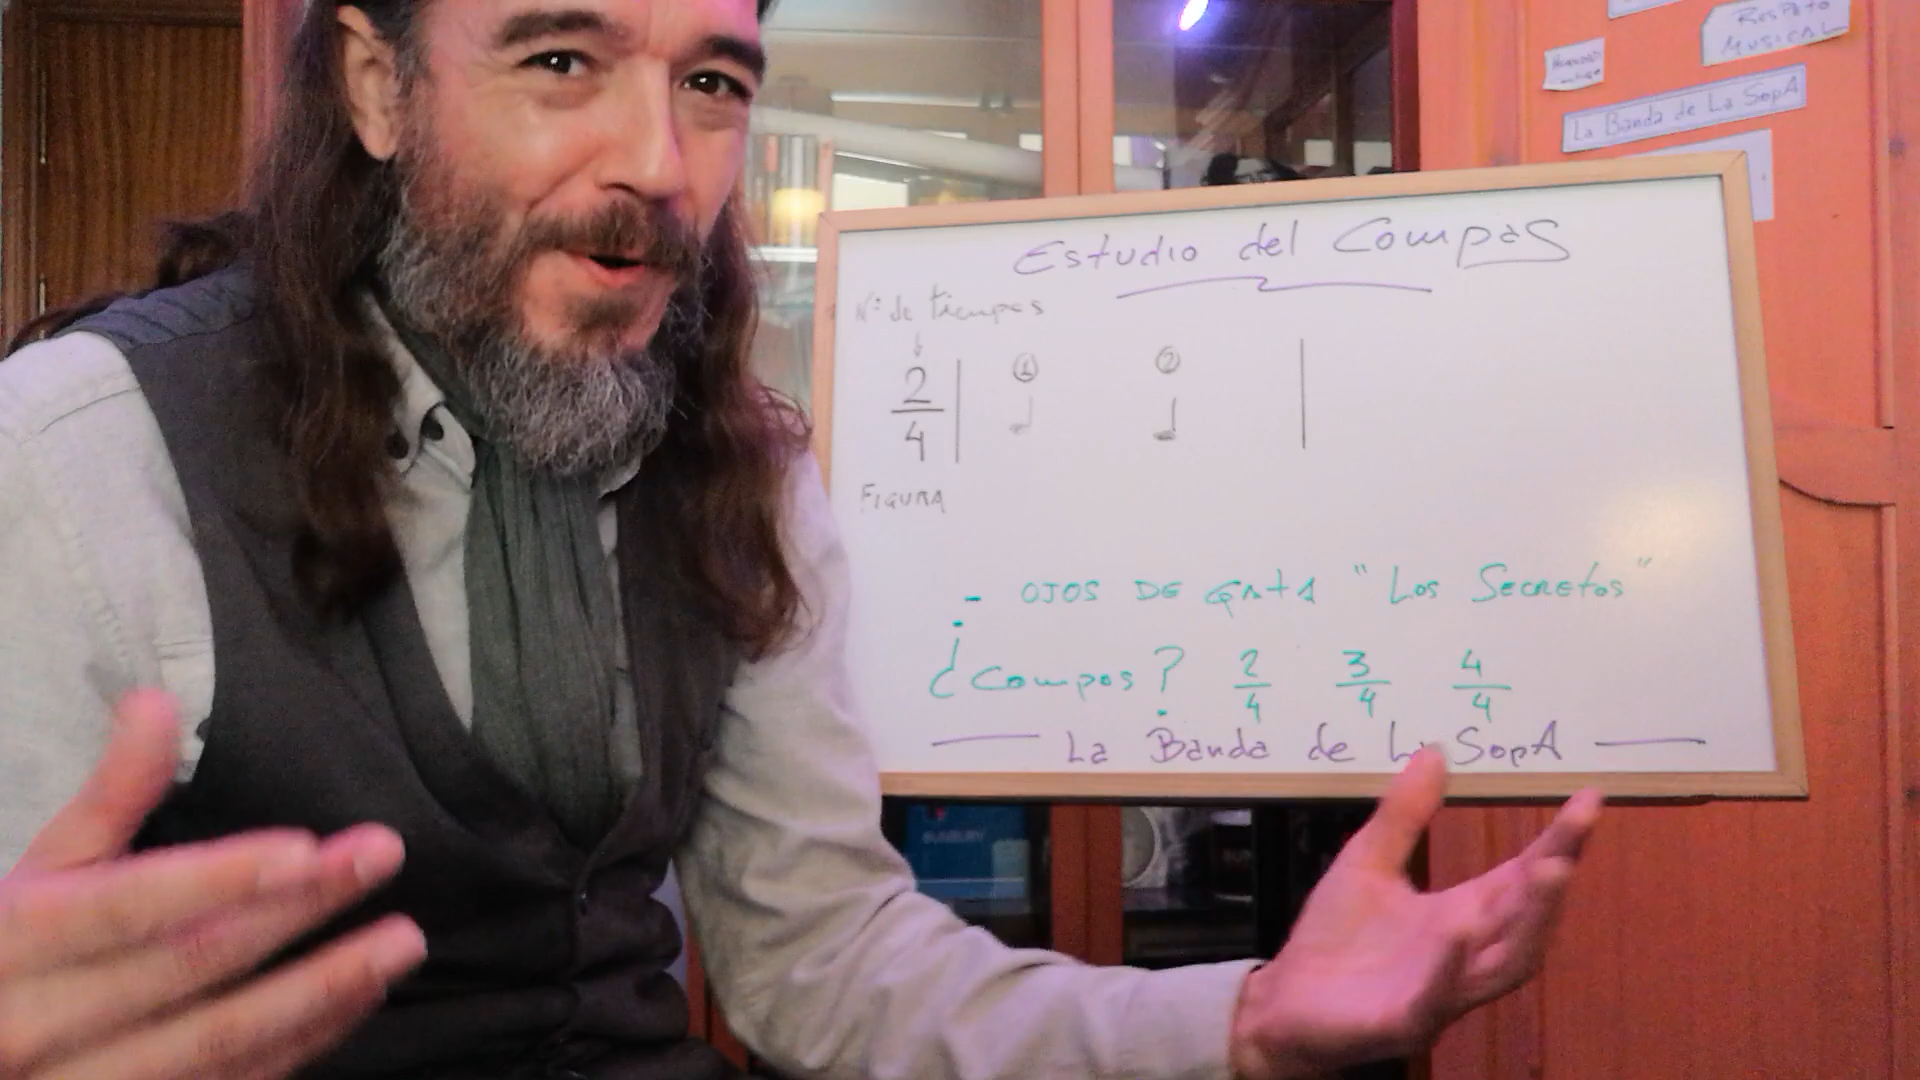 RESPETO
MUSICAL
La Banda de La SopA
Estudio del Compas
Nº de tiempos
2
4
① ②
FIGURA
- OJOS DE GAtA "Los Secretos"
¿Compas? 2/4 3/4 4/4
La Banda de La SopA